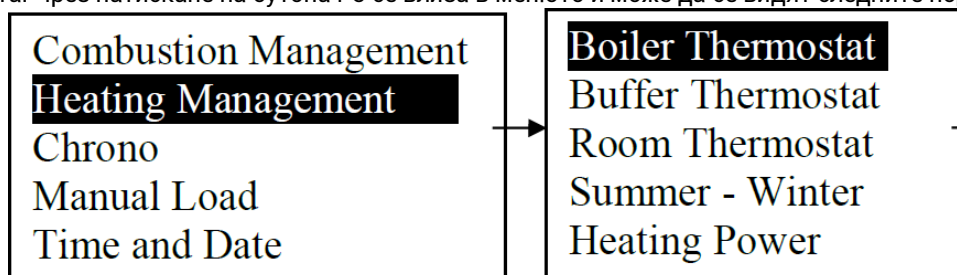 Combustion Management
Heating Management
Chrono
Manual Load
Time and Date
Boiler Thermostat
Buffer Thermostat
Room Thermostat
Summer - Winter
Heating Power